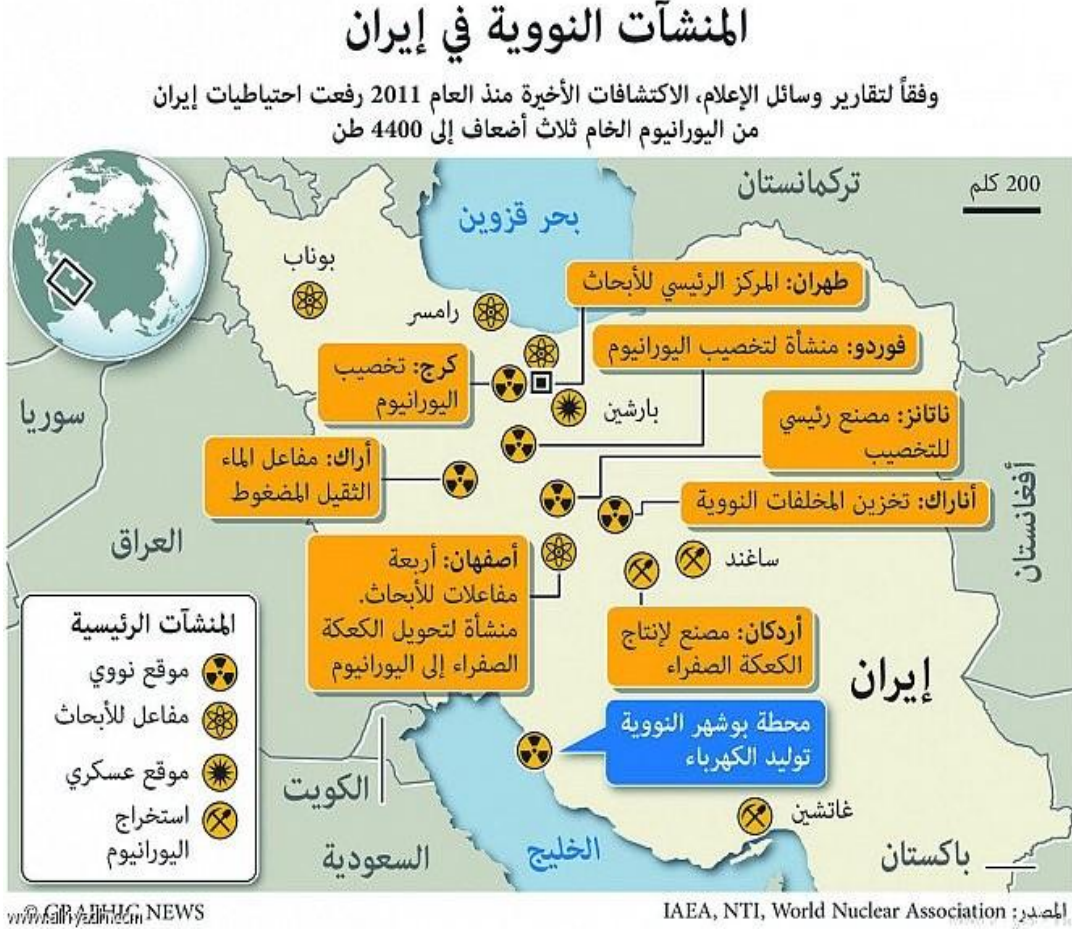 المنشآت النووية في إيران
وفقاً لتقارير وسائل الإعلام، الاكتشافات الأخيرة منذ العام 2011 رفعت احتياطيات إيران
من اليورانيوم الخام ثلاث أضعاف إلى 4400 طن
200 كلم
تركمانستان
بحر قزوين
بوناب
رامسر
طهران: المركز الرئيسي للأبحاث
فوردو: منشأة لتخصيب اليورانيوم
كرج: تخصيب
اليورانيوم
بارشين
ناتانز: مصنع رئيسي
للتخصيب
سوريا
أراك: مفاعل الماء
الثقيل المضغوط
أناراك: تخزين المخلفات النووية
أفغانستان
العراق
ساغند
أصفهان: أربعة
مفاعلات للأبحاث.
منشأة لتحويل الكعكة
الصفراء إلى اليورانيوم
أردكان: مصنع لإنتاج
الكعكة الصفراء
إيران
المنشآت الرئيسية
موقع نووي
مفاعل للأبحاث
موقع عسكري
استخراج
اليورانيوم
محطة بوشهر النووية
توليد الكهرباء
الكويت
السعودية
الخليج
غاتشين
باكستان
المصدر: IAEA, NTI, World Nuclear Association
© GRAPHIC NEWS